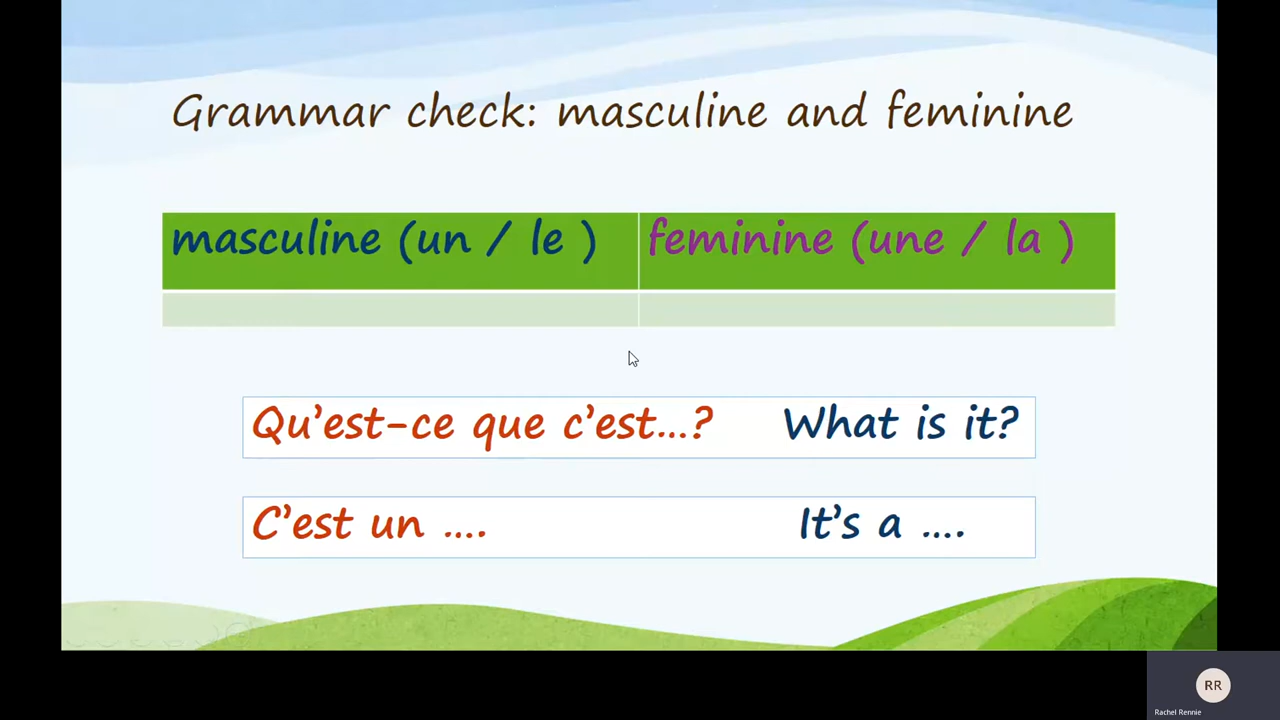 Grammar check: masculine and feminine
masculine (un / le ) feminine (une / la )
Qu’est-ce que c’est...? What is it?
C’est un .... It’s a ....
RR
Rachel Rennie